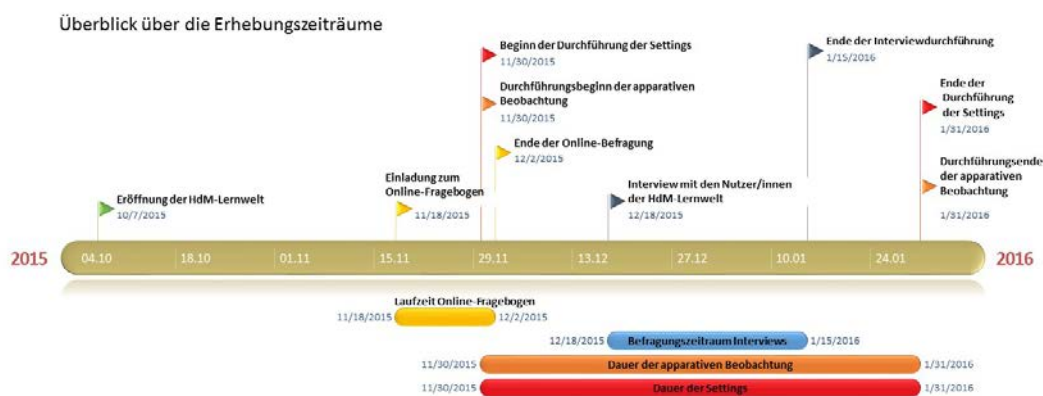 Überblick über die Erhebungszeiträume
Beginn der Durchführung der Settings
11/30/2015
Ende der Interviewdurchführung
1/15/2016
Durchführungsbeginn der apparativen
Beobachtung
11/30/2015
Ende der
Durchführung
der Settings
1/31/2016
Ende der Online-Befragung
12/2/2015
Einladung zum
Online-Fragebogen
11/18/2015
Durchführungsende
der apparativen
Beobachtung
1/31/2016
Eröffnung der HdM-Lernwelt
10/7/2015
Interview mit den Nutzer/innen
der HdM-Lernwelt
12/18/2015
2015 04.10 18.10 01.11 15.11 29.11 13.12 27.12 10.01 24.01 2016
Laufzeit Online-Fragebogen
11/18/2015 12/2/2015
12/18/2015 Befragungszeitraum Interviews 1/15/2016
11/30/2015 Dauer der apparativen Beobachtung 1/31/2016
11/30/2015 Dauer der Settings 1/31/2016